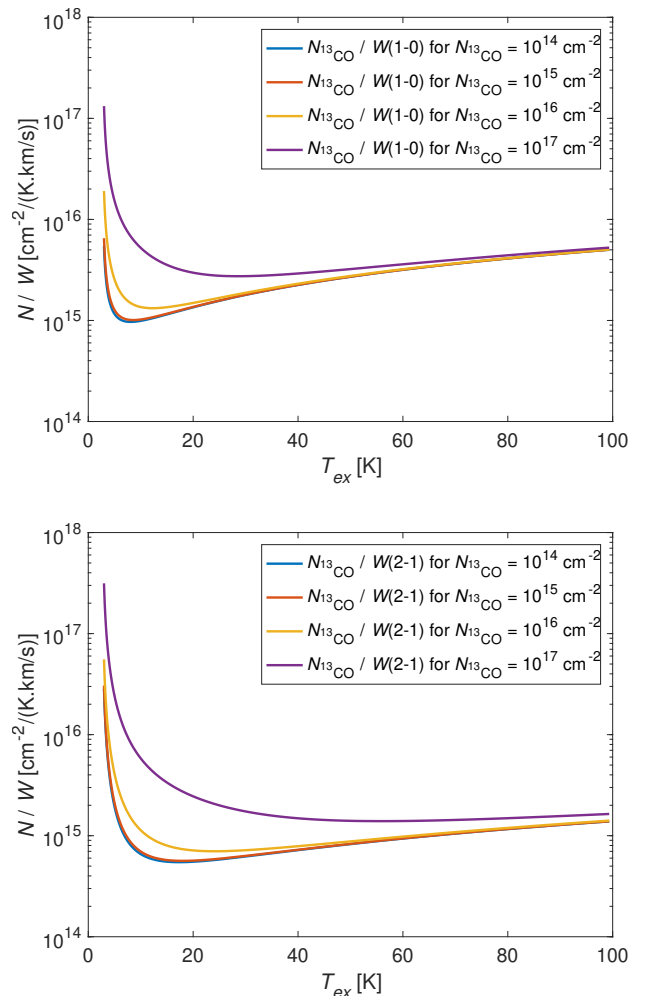 10^18
10^17
10^16
10^15
10^14
N / W [cm^-2/(K.km/s)]
N_13CO / W(1-0) for N_13CO = 10^14 cm^-2
N_13CO / W(1-0) for N_13CO = 10^15 cm^-2
N_13CO / W(1-0) for N_13CO = 10^16 cm^-2
N_13CO / W(1-0) for N_13CO = 10^17 cm^-2
0 20 40 60 80 100
T_ex [K]
10^18
10^17
10^16
10^15
10^14
N / W [cm^-2/(K.km/s)]
N_13CO / W(2-1) for N_13CO = 10^14 cm^-2
N_13CO / W(2-1) for N_13CO = 10^15 cm^-2
N_13CO / W(2-1) for N_13CO = 10^16 cm^-2
N_13CO / W(2-1) for N_13CO = 10^17 cm^-2
0 20 40 60 80 100
T_ex [K]